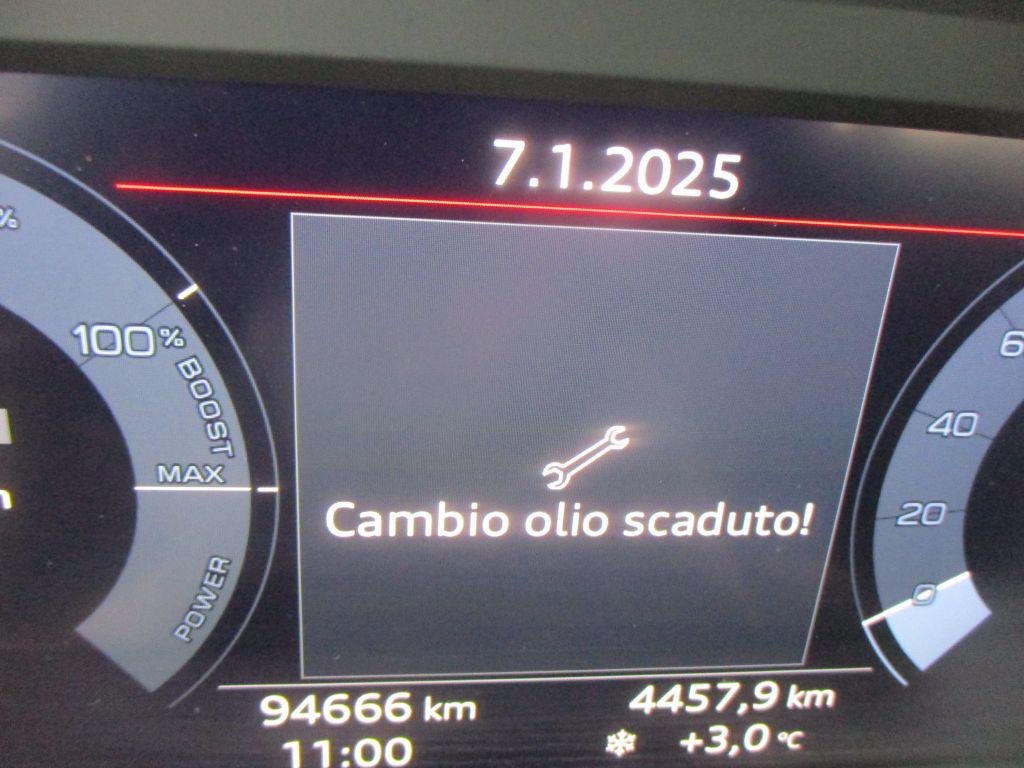 7.1.2025
%
100%
BOOST
MAX
POWER
Cambio olio scaduto!
40
20
0
94666 km
4457,9 km
11:00
+3,0 °C